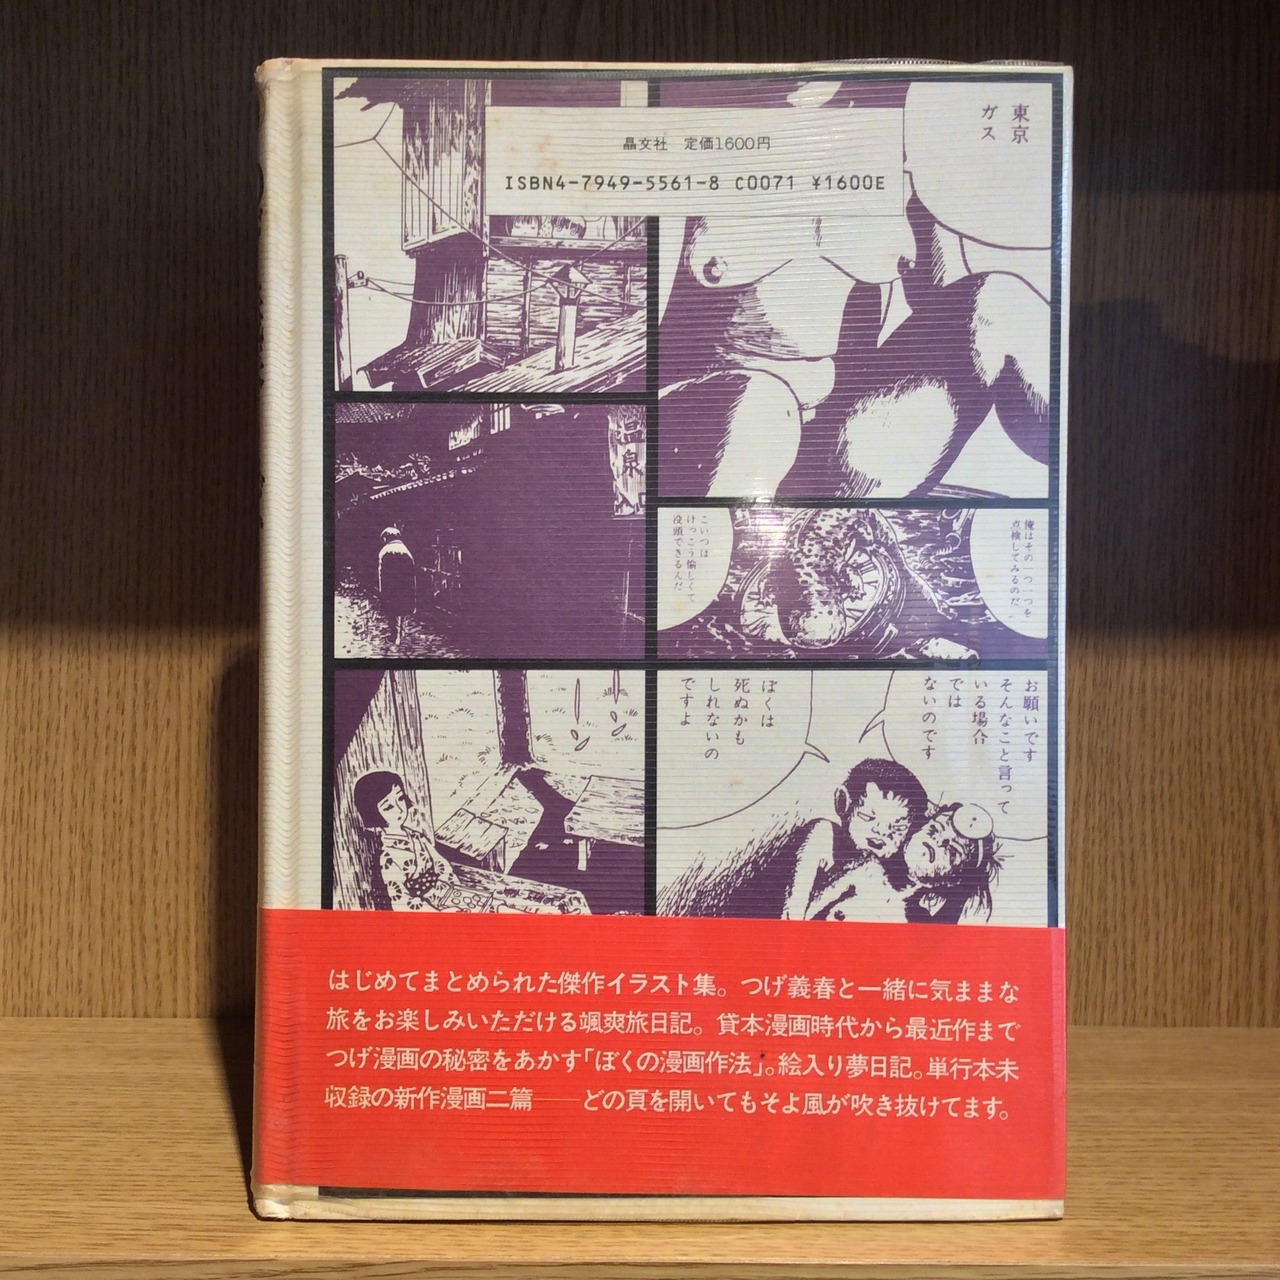 晶文社 定価1600円
ISBN4-7949-5561-8 C0071 ¥1600E
東京
ガス
温泉
俺はその一つ一つを
点検してみるのだ
こいつは
けっこう愉しくて
没頭できるんだ
お願いです
そんなこと言って
いる場合
では
ないのです
ぼくは
死ぬかも
しれないの
ですよ
はじめてまとめられた傑作イラスト集。つげ義春と一緒に気ままな
旅をお楽しみいただける颯爽旅日記。貸本漫画時代から最近作まで
つげ漫画の秘密をあかす「ぼくの漫画作法」。絵入り夢日記。単行本未
収録の新作漫画二篇——どの頁を開いてもそよ風が吹き抜けてます。